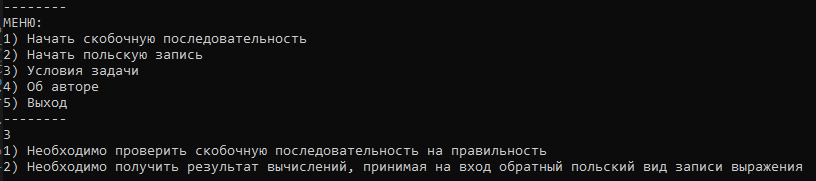 --------
МЕНЮ:
1) Начать скобочную последовательность
2) Начать польскую запись
3) Условия задачи
4) Об авторе
5) Выход
--------
3
1) Необходимо проверить скобочную последовательность на правильность
2) Необходимо получить результат вычислений, принимая на вход обратный польский вид записи выражения